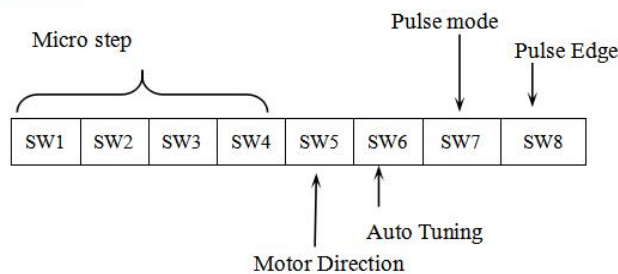 Pulse mode
Micro step
Pulse Edge
SW1 SW2 SW3 SW4 SW5 SW6 SW7 SW8
Auto Tuning
Motor Direction